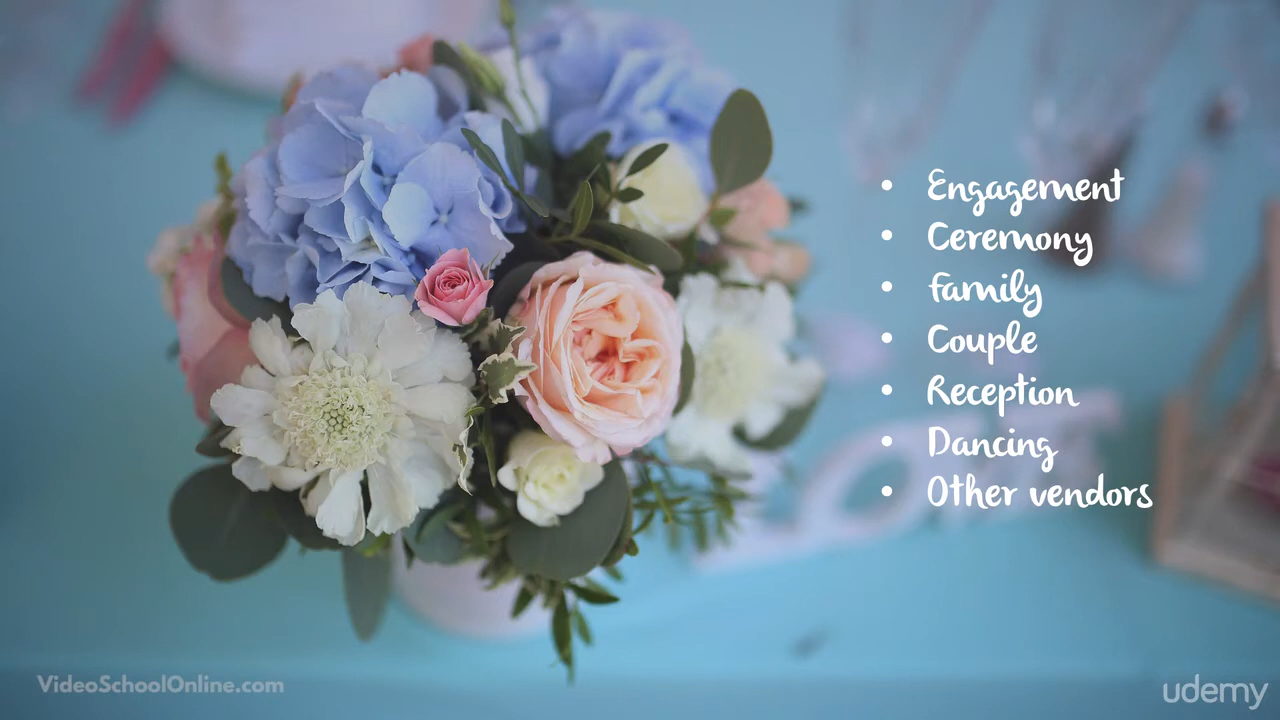 Engagement
Ceremony
Family
Couple
Reception
Dancing
Other vendors
VideoSchoolOnline.com
udemy